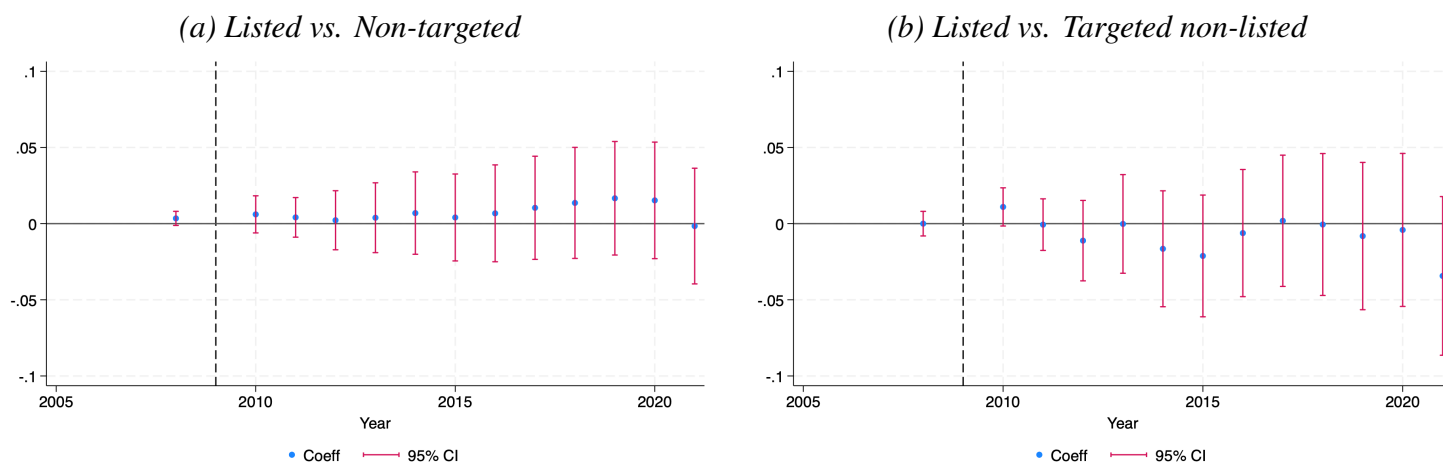 (a) Listed vs. Non-targeted
.1
.05
0
-.05
-.1
2005 2010 2015 2020
Year
Coeff 95% CI
(b) Listed vs. Targeted non-listed
.1
.05
0
-.05
-.1
2005 2010 2015 2020
Year
Coeff 95% CI